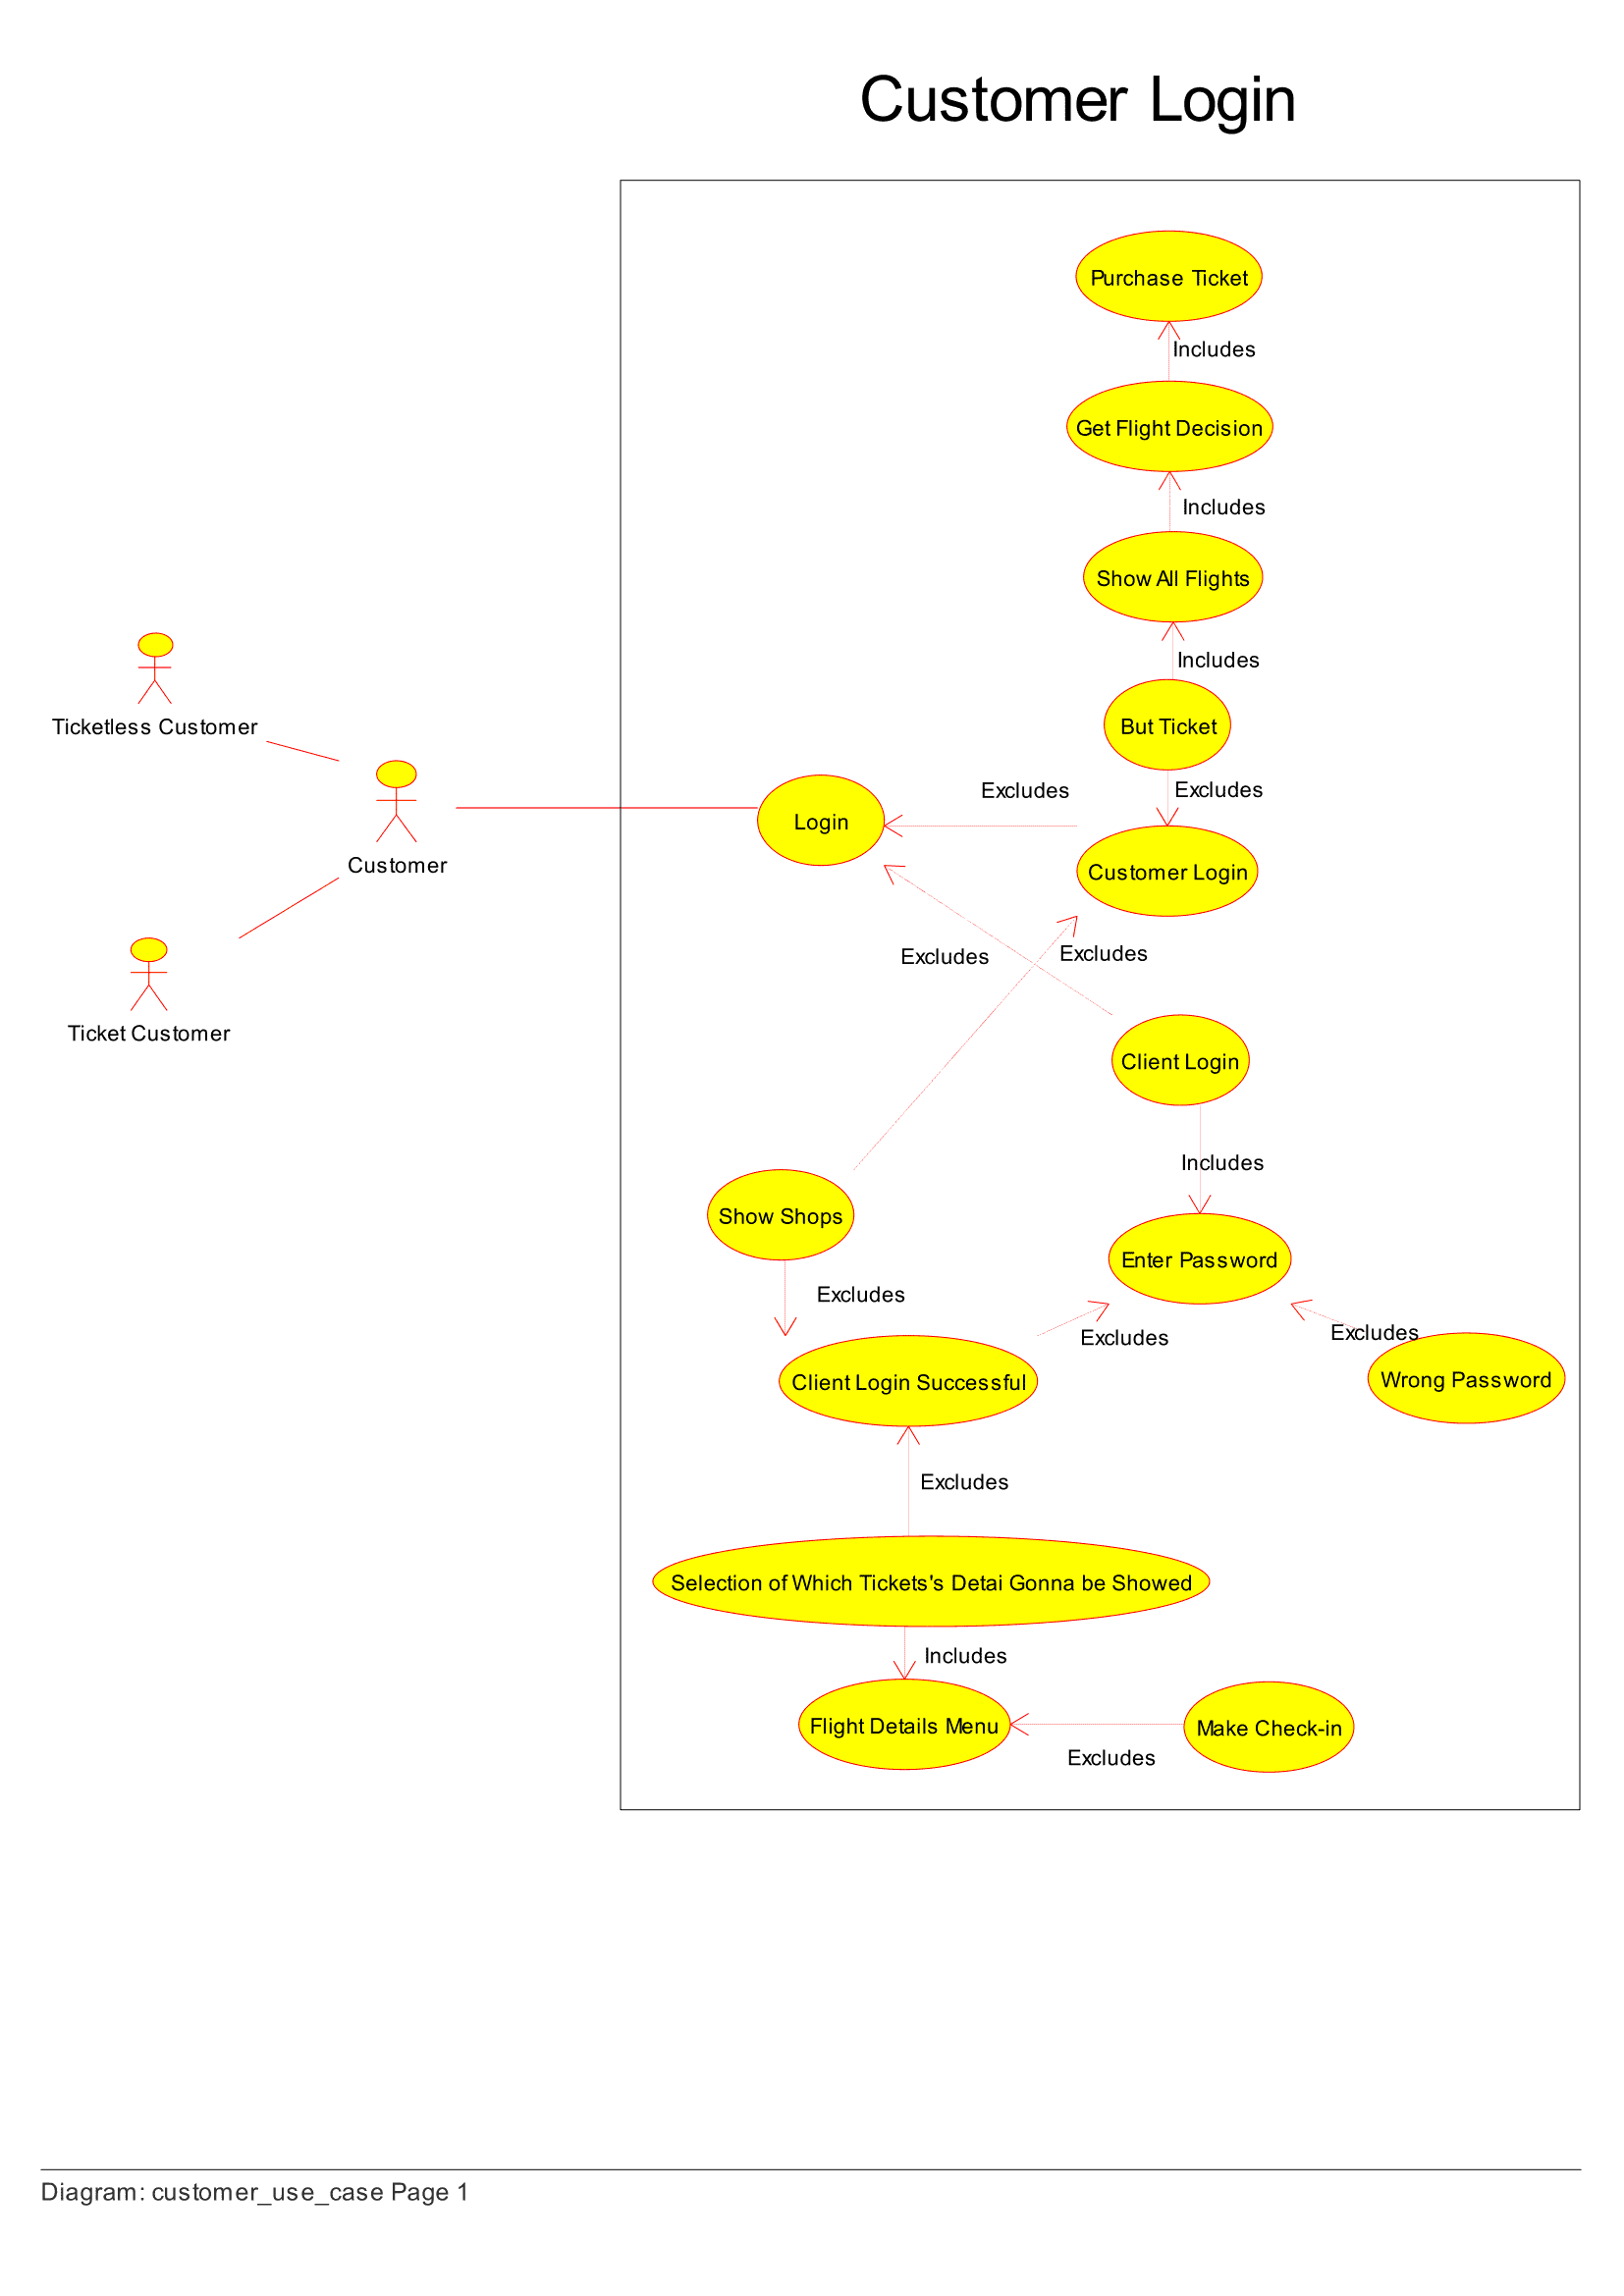 Customer Login
Purchase Ticket
Includes
Get Flight Decision
Includes
Show All Flights
Includes
Ticketless Customer
But Ticket
Excludes
Excludes
Login
Customer
Customer Login
Excludes
Excludes
Ticket Customer
Client Login
Includes
Show Shops
Enter Password
Excludes
Excludes
Excludes
Client Login Successful
Wrong Password
Excludes
Selection of Which Tickets's Detai Gonna be Showed
Includes
Flight Details Menu
Make Check-in
Excludes
Diagram: customer_use_case Page 1